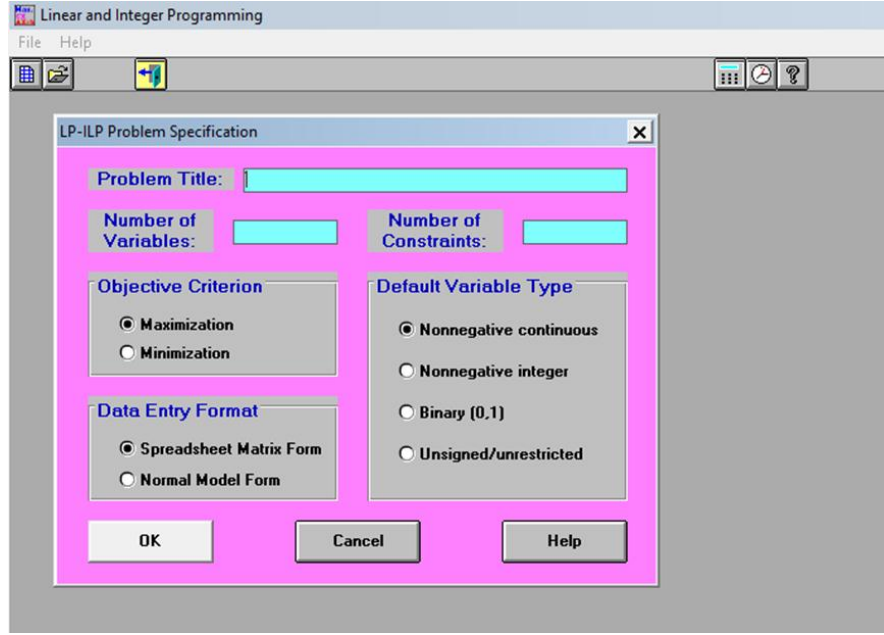 Linear and Integer Programming
File Help
LP-ILP Problem Specification
Problem Title:
Number of Variables:
Number of Constraints:
Objective Criterion
Maximization
Minimization
Data Entry Format
Spreadsheet Matrix Form
Normal Model Form
Default Variable Type
Nonnegative continuous
Nonnegative integer
Binary (0,1)
Unsigned/unrestricted
OK Cancel Help